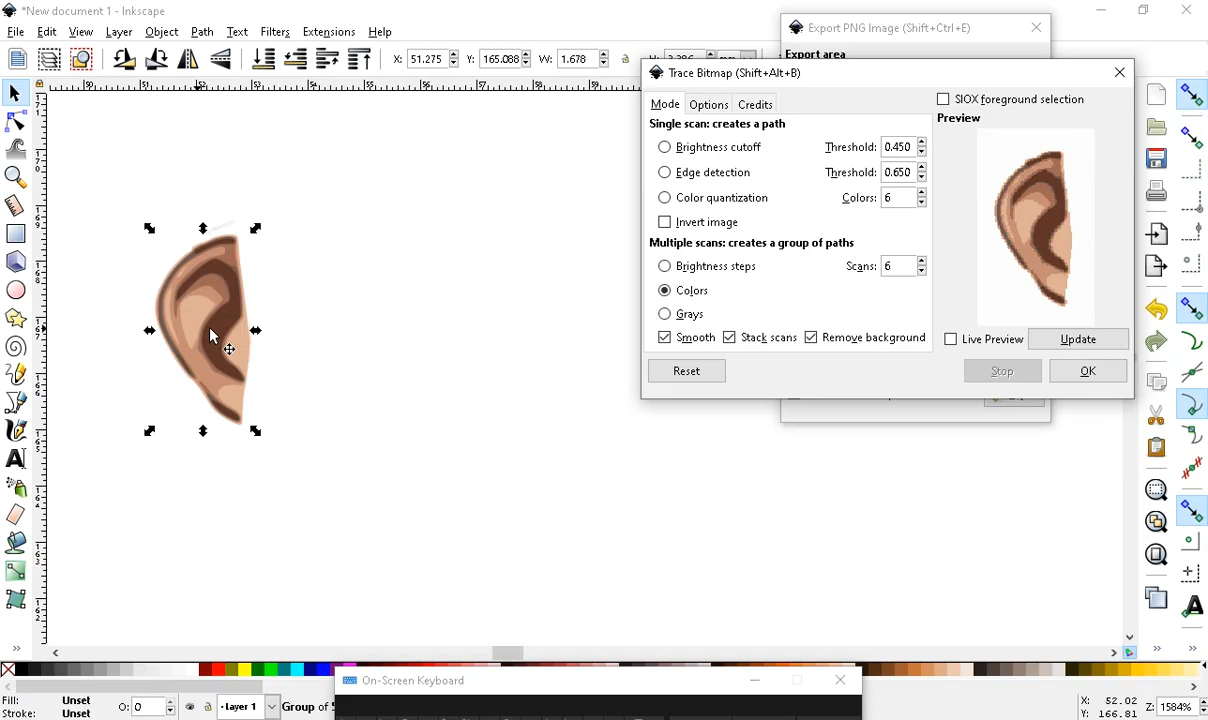 *New document 1 - Inkscape
File Edit View Layer Object Path Text Filters Extensions Help
X: 51.275 Y: 165.088 W: 1.678
Export PNG Image (Shift+Ctrl+E)
Export area
Trace Bitmap (Shift+Alt+B)
Mode Options Credits
SIOX foreground selection
Single scan: creates a path
Preview
Brightness cutoff Threshold: 0.450
Edge detection Threshold: 0.650
Color quantization Colors: 6
Invert image
Multiple scans: creates a group of paths
Brightness steps Scans: 6
Colors
Grays
Smooth Stack scans Remove background
Live Preview Update
Reset Stop OK
On-Screen Keyboard
Fill: Unset
Stroke: Unset
O: 0
Layer 1
Group of
X: 52.02
Y: 166.81
Z: 1584%